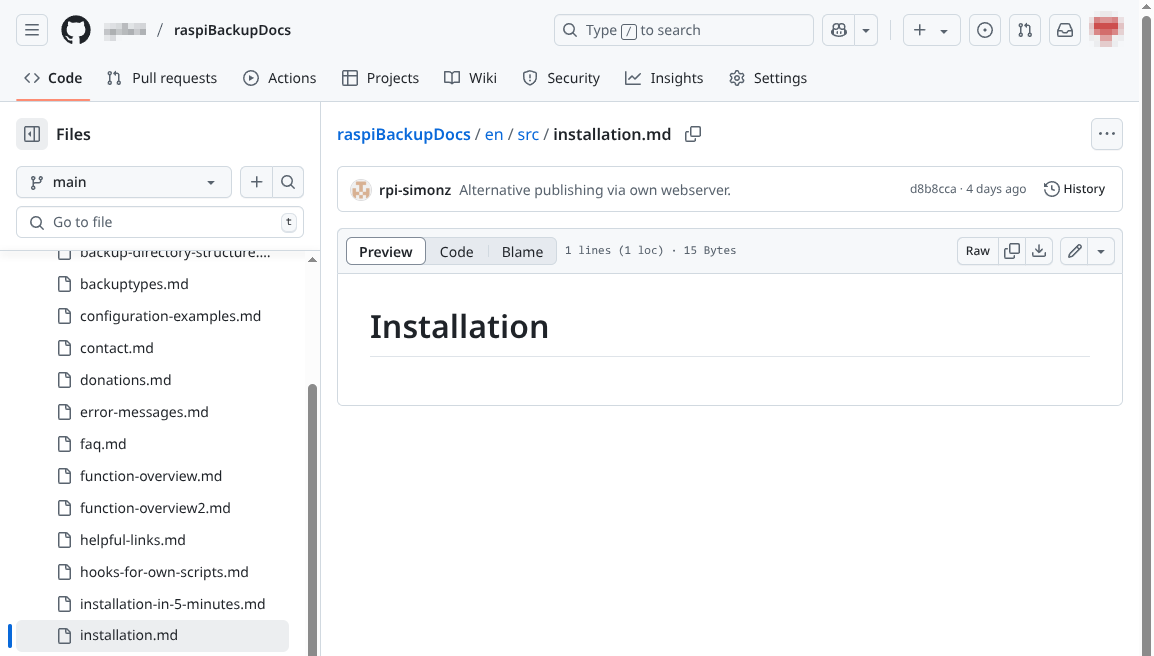 / raspiBackupDocs
Type / to search
Code Pull requests Actions Projects Wiki Security Insights Settings
Files
main
Go to file t
backup-directory-structure....
backuptypes.md
configuration-examples.md
contact.md
donations.md
error-messages.md
faq.md
function-overview.md
function-overview2.md
helpful-links.md
hooks-for-own-scripts.md
installation-in-5-minutes.md
installation.md
raspiBackupDocs / en / src / installation.md
rpi-simonz Alternative publishing via own webserver. d8b8cca · 4 days ago History
Preview Code Blame 1 lines (1 loc) · 15 Bytes Raw
Installation